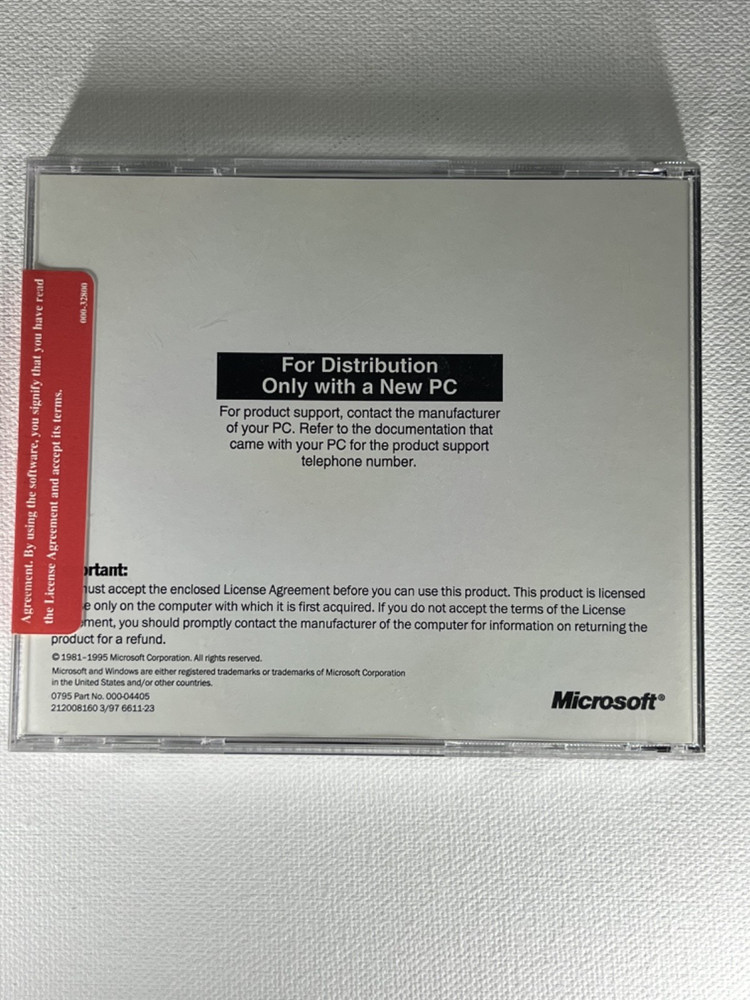 Agreement. By using the software, you signify that you have read
the License Agreement and accept its terms.
000-32800
For Distribution
Only with a New PC
For product support, contact the manufacturer
of your PC. Refer to the documentation that
came with your PC for the product support
telephone number.
rtant:
ust accept the enclosed License Agreement before you can use this product. This product is licensed
e only on the computer with which it is first acquired. If you do not accept the terms of the License
ment, you should promptly contact the manufacturer of the computer for information on returning the
product for a refund.
© 1981–1995 Microsoft Corporation. All rights reserved.
Microsoft and Windows are either registered trademarks or trademarks of Microsoft Corporation
in the United States and/or other countries.
0795 Part No. 000-04405
212008160 3/97 6611-23
Microsoft®